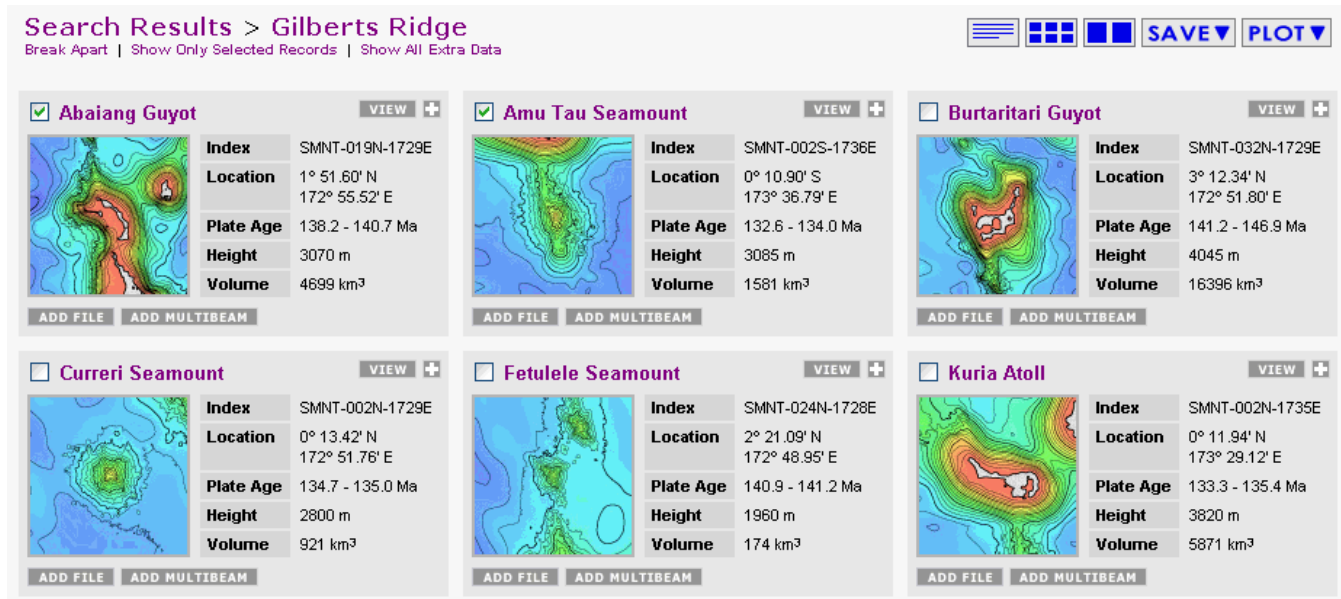 Search Results > Gilberts Ridge
Break Apart | Show Only Selected Records | Show All Extra Data
SAVE▼ PLOT▼
Abaiang Guyot
VIEW
Index SMNT-019N-1729E
Location 1° 51.60' N
172° 55.52' E
Plate Age 138.2 - 140.7 Ma
Height 3070 m
Volume 4699 km³
ADD FILE ADD MULTIBEAM
Amu Tau Seamount
VIEW
Index SMNT-002S-1736E
Location 0° 10.90' S
173° 36.79' E
Plate Age 132.6 - 134.0 Ma
Height 3085 m
Volume 1581 km³
ADD FILE ADD MULTIBEAM
Burtaritari Guyot
VIEW
Index SMNT-032N-1729E
Location 3° 12.34' N
172° 51.80' E
Plate Age 141.2 - 146.9 Ma
Height 4045 m
Volume 16396 km³
ADD FILE ADD MULTIBEAM
Curreri Seamount
VIEW
Index SMNT-002N-1729E
Location 0° 13.42' N
172° 51.76' E
Plate Age 134.7 - 135.0 Ma
Height 2800 m
Volume 921 km³
ADD FILE ADD MULTIBEAM
Fetulele Seamount
VIEW
Index SMNT-024N-1728E
Location 2° 21.09' N
172° 48.95' E
Plate Age 140.9 - 141.2 Ma
Height 1960 m
Volume 174 km³
ADD FILE ADD MULTIBEAM
Kuria Atoll
VIEW
Index SMNT-002N-1735E
Location 0° 11.94' N
173° 29.12' E
Plate Age 133.3 - 135.4 Ma
Height 3820 m
Volume 5871 km³
ADD FILE ADD MULTIBEAM